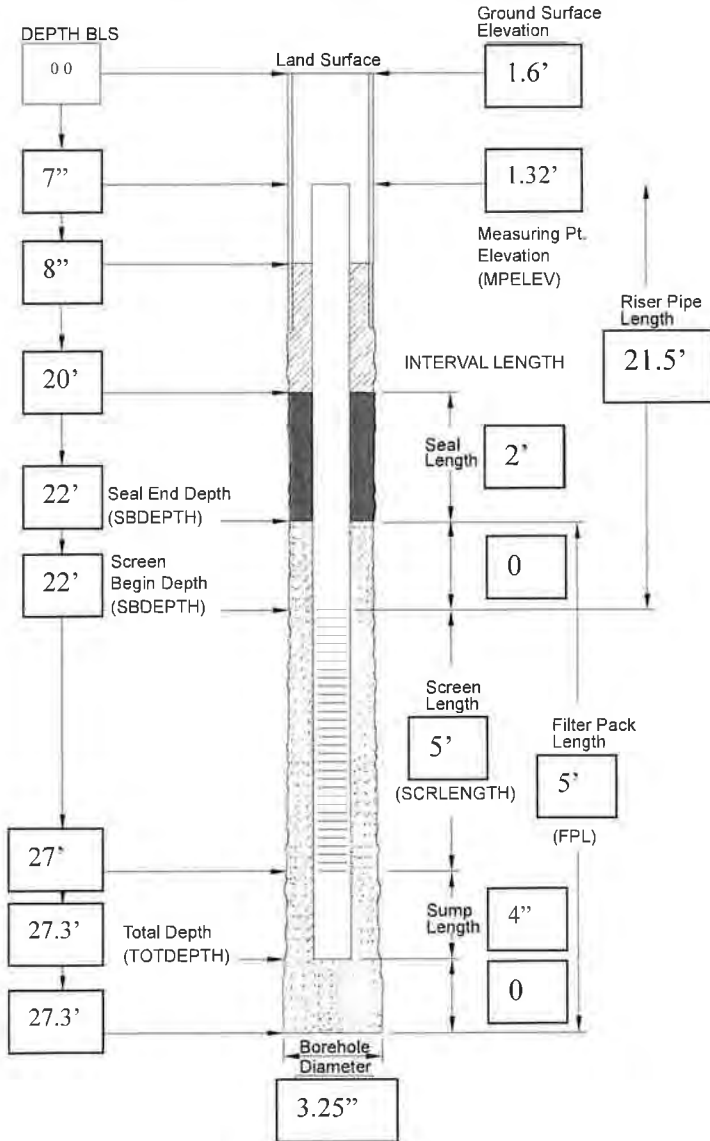 Ground Surface
Elevation
DEPTH BLS
0 0
Land Surface
1.6’
7”
1.32’
Measuring Pt.
Elevation
(MPELEV)
8”
Riser Pipe
Length
21.5’
20’
INTERVAL LENGTH
Seal
Length
2’
22’
Seal End Depth
(SBDEPTH)
22’
Screen
Begin Depth
(SBDEPTH)
0
Screen
Length
5’
(SCRLENGTH)
Filter Pack
Length
5’
(FPL)
27’
27.3’
Total Depth
(TOTDEPTH)
Sump
Length
4”
0
27.3’
Borehole
Diameter
3.25”